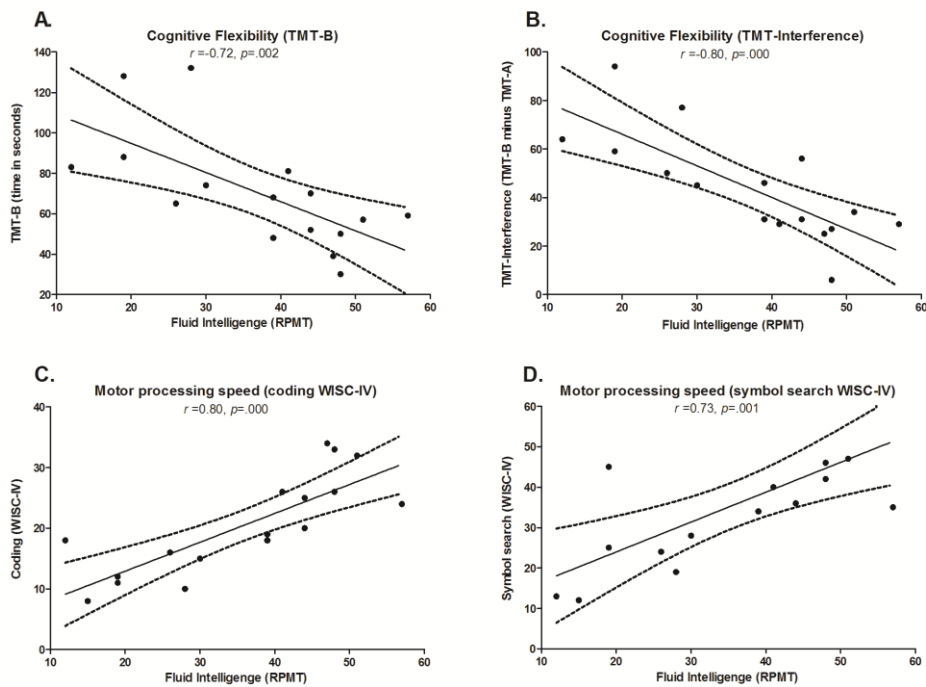 A.
Cognitive Flexibility (TMT-B)
r =-0.72, p=.002
TMT-B (time in seconds)
140
120
100
80
60
40
20
10 20 30 40 50 60
Fluid Intelligenge (RPMT)
B.
Cognitive Flexibility (TMT-Interference)
r =-0.80, p=.000
TMT-Interference (TMT-B minus TMT-A)
100
80
60
40
20
0
10 20 30 40 50 60
Fluid Intelligenge (RPMT)
C.
Motor processing speed (coding WISC-IV)
r =0.80, p=.000
Coding (WISC-IV)
40
30
20
10
0
10 20 30 40 50 60
Fluid Intelligenge (RPMT)
D.
Motor processing speed (symbol search WISC-IV)
r =0.73, p=.001
Symbol search (WISC-IV)
60
50
40
30
20
10
0
10 20 30 40 50 60
Fluid Intelligenge (RPMT)